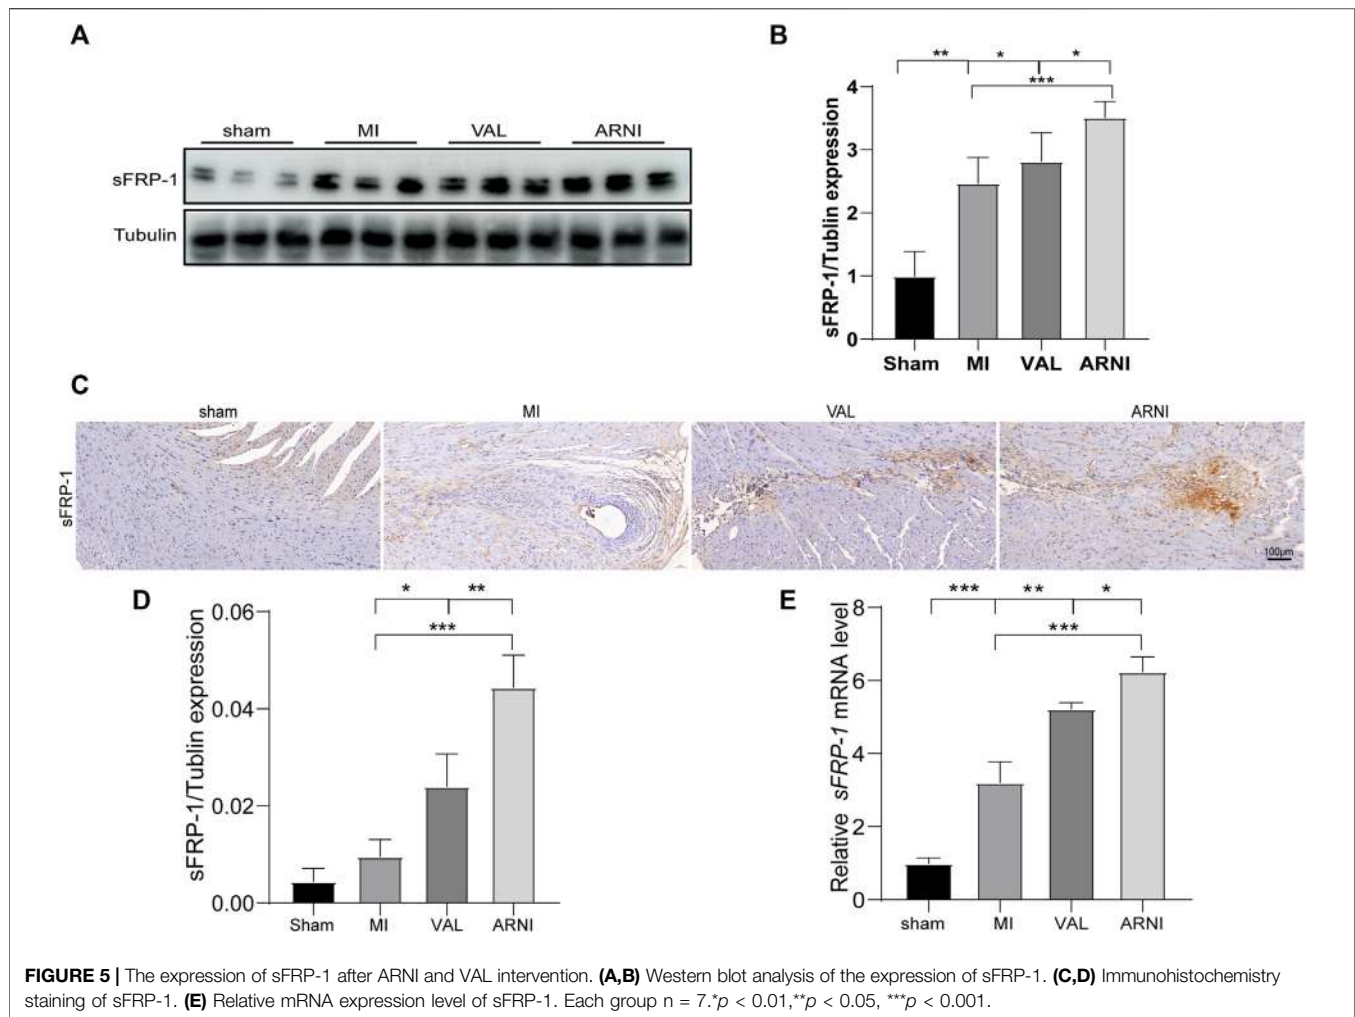 A
sham MI VAL ARNI
sFRP-1
Tubulin
B
** * *
***
sFRP-1/Tublin expression
4
3
2
1
0
Sham MI VAL ARNI
C
sham MI VAL ARNI
sFRP-1
100μm
D
* **
***
sFRP-1/Tublin expression
0.06
0.04
0.02
0.00
Sham MI VAL ARNI
E
*** ** *
***
Relative sFRP-1 mRNA level
8
6
4
2
0
sham MI VAL ARNI
FIGURE 5 | The expression of sFRP-1 after ARNI and VAL intervention. (A,B) Western blot analysis of the expression of sFRP-1. (C,D) Immunohistochemistry
staining of sFRP-1. (E) Relative mRNA expression level of sFRP-1. Each group n = 7.*p < 0.01,**p < 0.05, ***p < 0.001.